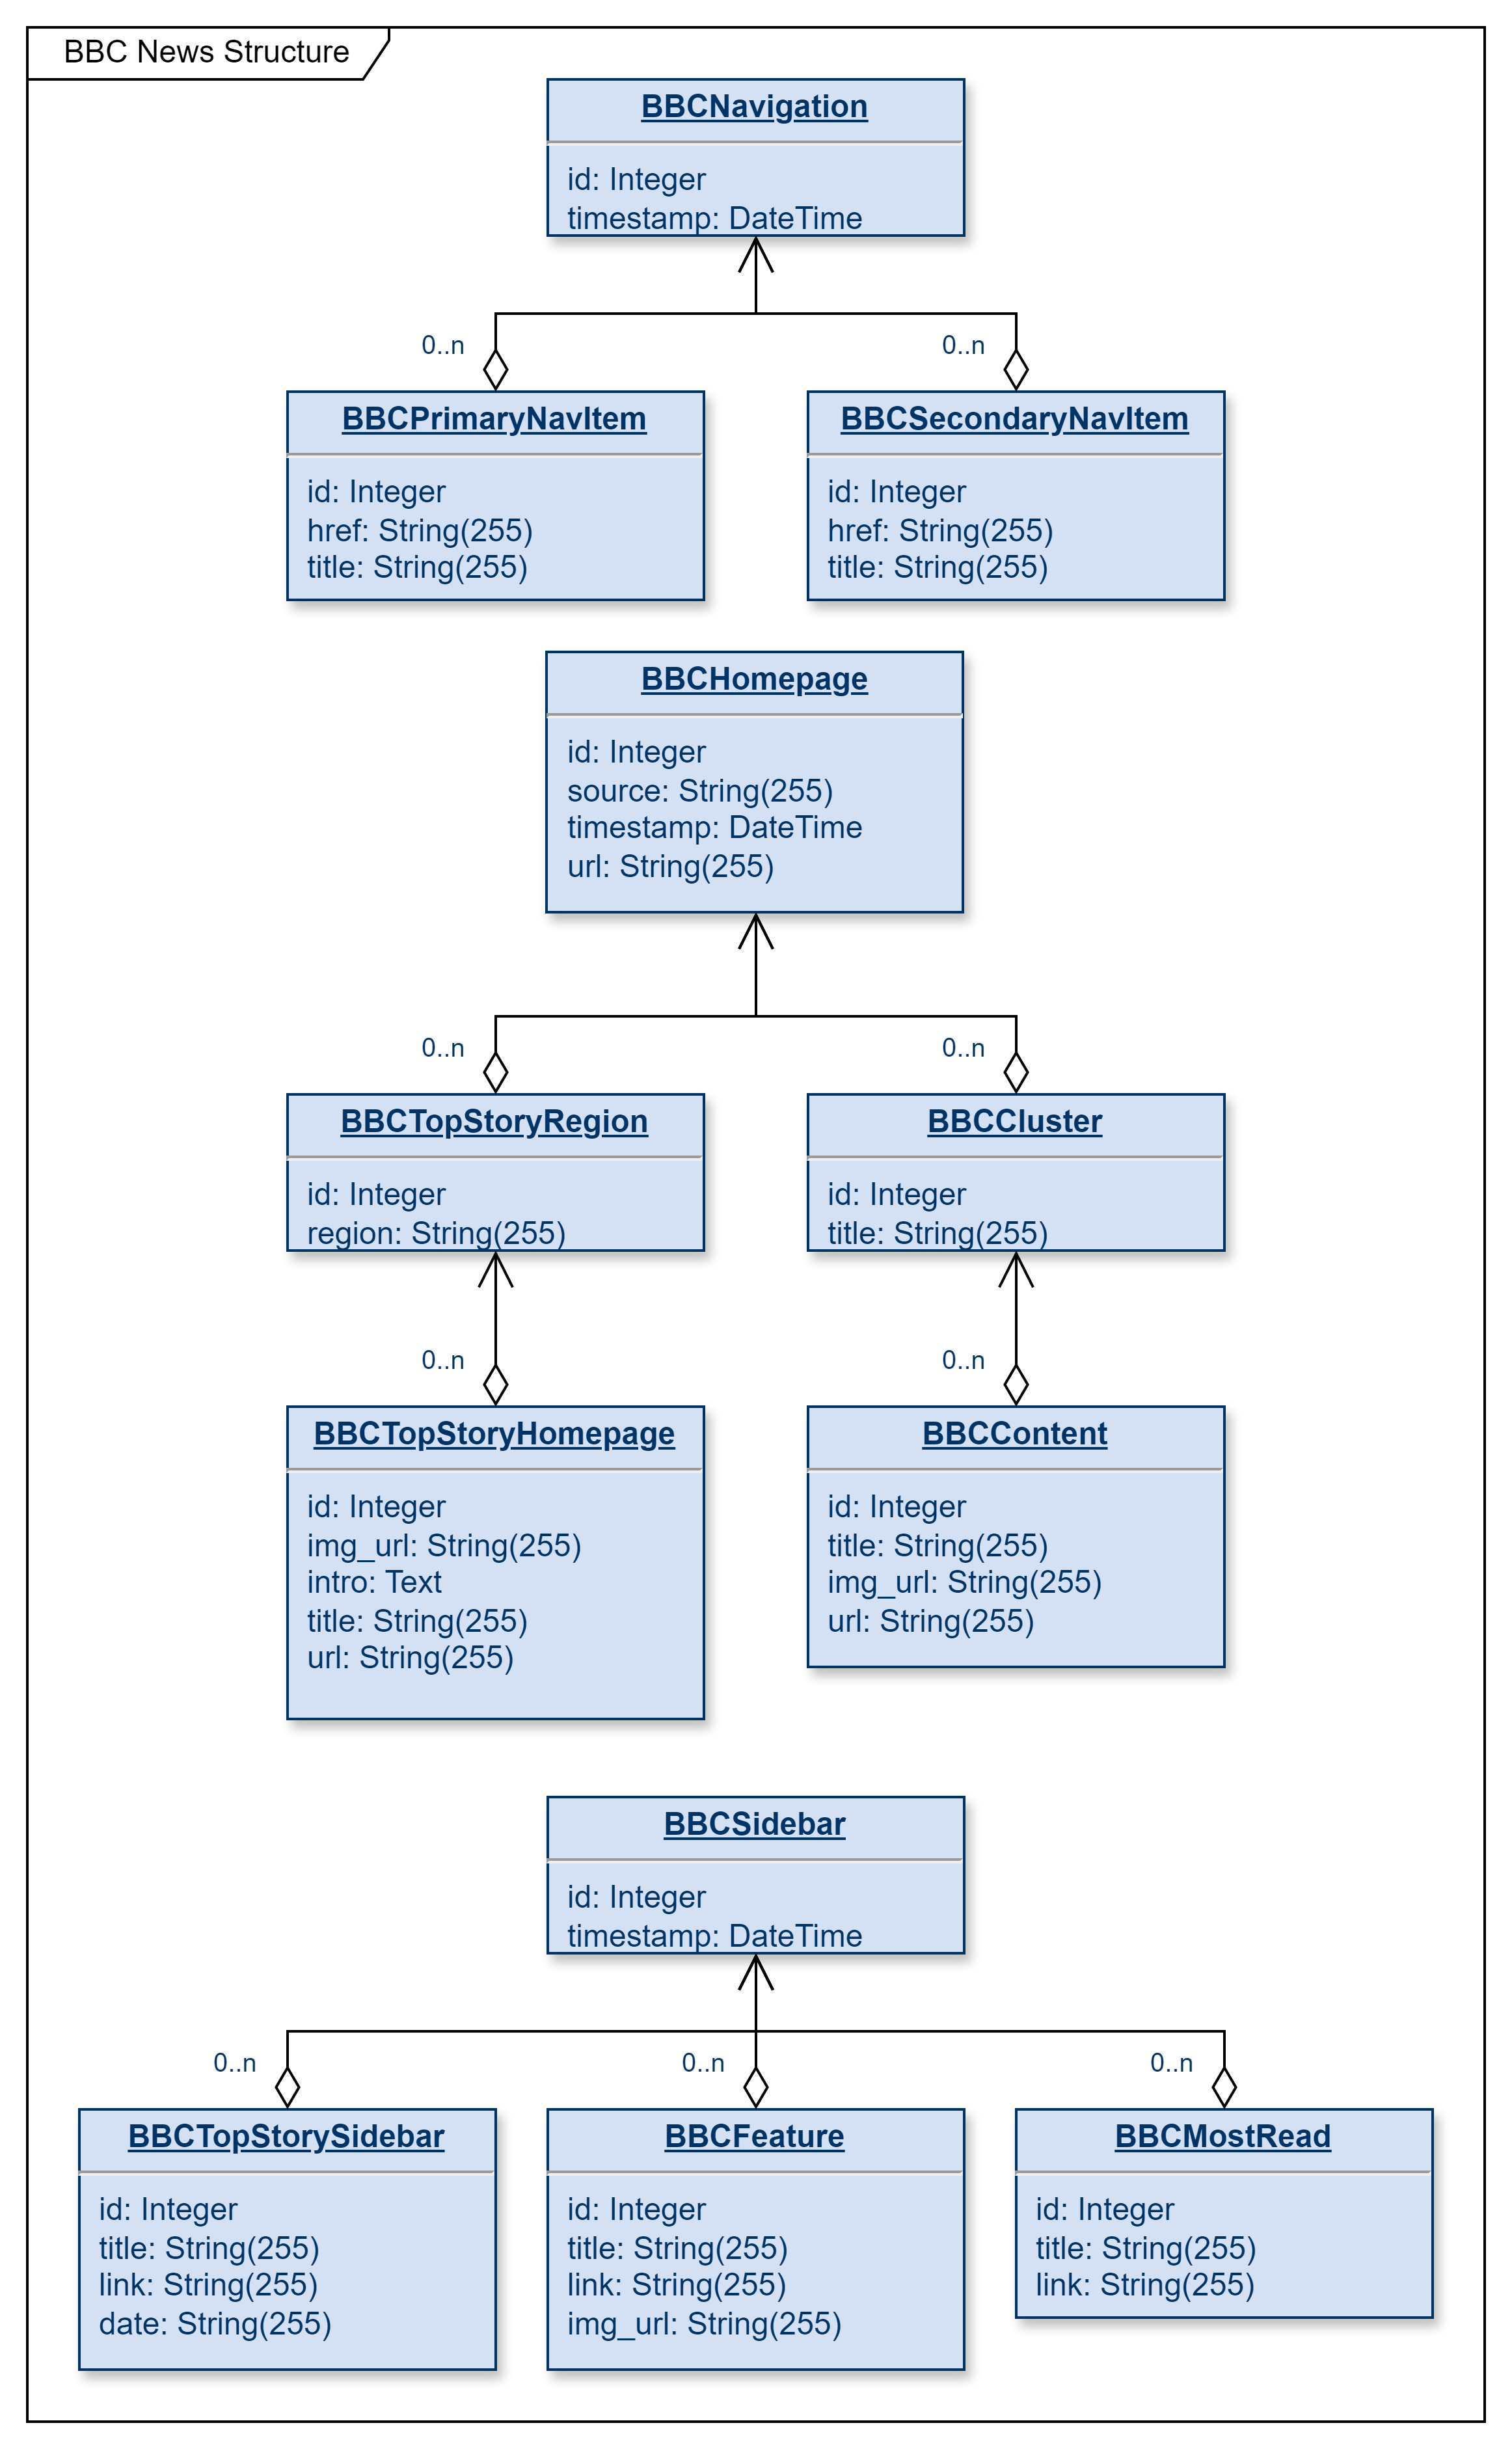 BBC News Structure
BBCNavigation
id: Integer
timestamp: DateTime
0..n
0..n
BBCPrimaryNavItem
id: Integer
href: String(255)
title: String(255)
BBCSecondaryNavItem
id: Integer
href: String(255)
title: String(255)
BBCHomepage
id: Integer
source: String(255)
timestamp: DateTime
url: String(255)
0..n
0..n
BBCTopStoryRegion
id: Integer
region: String(255)
BBCCluster
id: Integer
title: String(255)
0..n
0..n
BBCTopStoryHomepage
id: Integer
img_url: String(255)
intro: Text
title: String(255)
url: String(255)
BBCContent
id: Integer
title: String(255)
img_url: String(255)
url: String(255)
BBCSidebar
id: Integer
timestamp: DateTime
0..n
0..n
0..n
BBCTopStorySidebar
id: Integer
title: String(255)
link: String(255)
date: String(255)
BBCFeature
id: Integer
title: String(255)
link: String(255)
img_url: String(255)
BBCMostRead
id: Integer
title: String(255)
link: String(255)